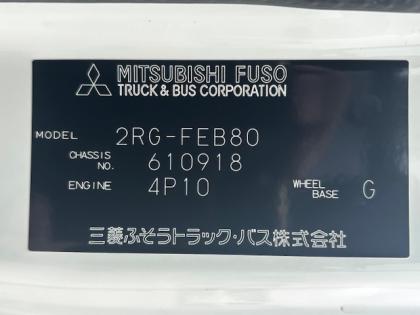 MITSUBISHI FUSO
TRUCK & BUS CORPORATION
MODEL 2RG-FEB80
CHASSIS NO. 610918
ENGINE 4P10 WHEEL BASE G
三菱ふそうトラック・バス株式会社